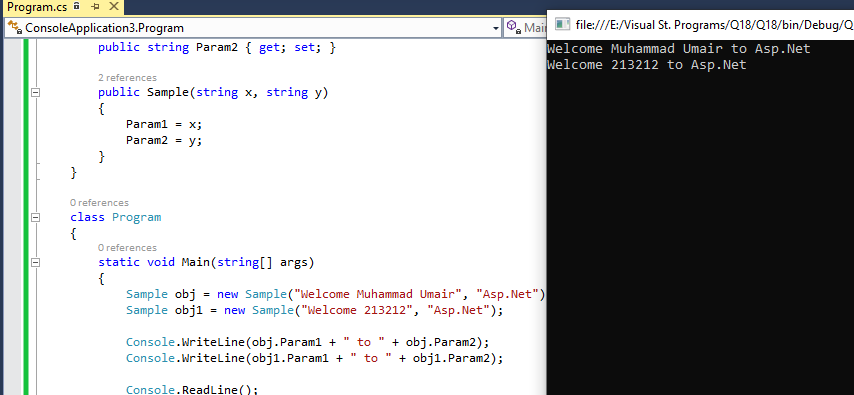 Program.cs
ConsoleApplication3.Program
Main
public string Param2 { get; set; }
2 references
public Sample(string x, string y)
{
Param1 = x;
Param2 = y;
}
}
0 references
class Program
{
0 references
static void Main(string[] args)
{
Sample obj = new Sample("Welcome Muhammad Umair", "Asp.Net")
Sample obj1 = new Sample("Welcome 213212", "Asp.Net");
Console.WriteLine(obj.Param1 + " to " + obj.Param2);
Console.WriteLine(obj1.Param1 + " to " + obj1.Param2);
Console.ReadLine();
file:///E:/Visual St. Programs/Q18/Q18/bin/Debug/Q
Welcome Muhammad Umair to Asp.Net
Welcome 213212 to Asp.Net